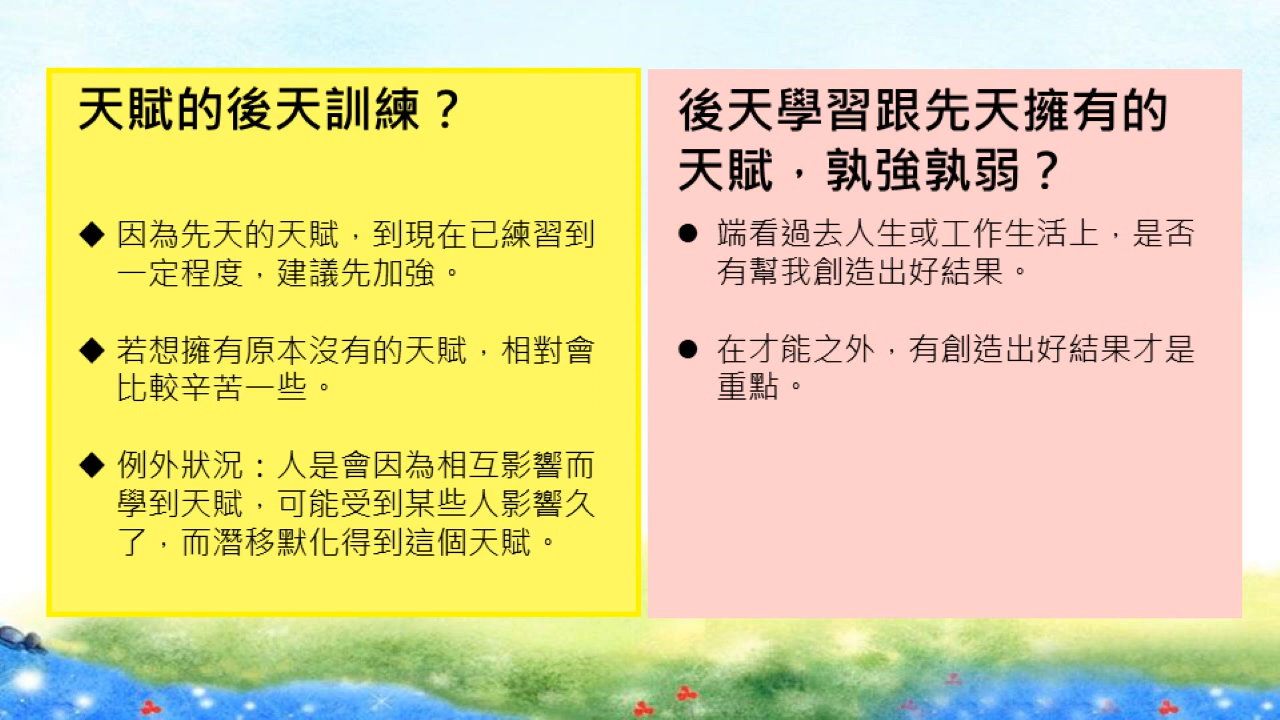 天賦的後天訓練？
◆ 因為先天的天賦，到現在已練習到
一定程度，建議先加強。
◆ 若想擁有原本沒有的天賦，相對會
比較辛苦一些。
◆ 例外狀況：人是會因為相互影響而
學到天賦，可能受到某些人影響久
了，而潛移默化得到這個天賦。
後天學習跟先天擁有的
天賦，孰強孰弱？
● 端看過去人生或工作生活上，是否
有幫我創造出好結果。
● 在才能之外，有創造出好結果才是
重點。